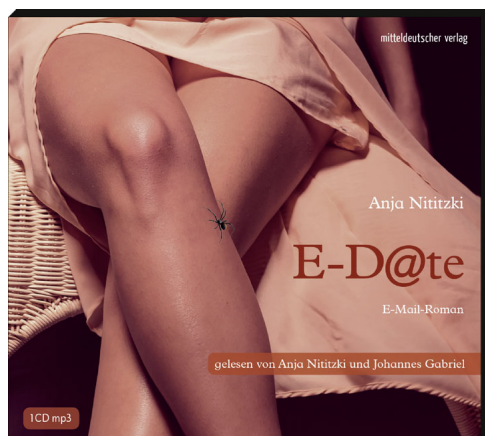 mitteldeutscher verlag
Anja Nititzki
E-D@te
E-Mail-Roman
gelesen von Anja Nititzki und Johannes Gabriel
1CD mp3